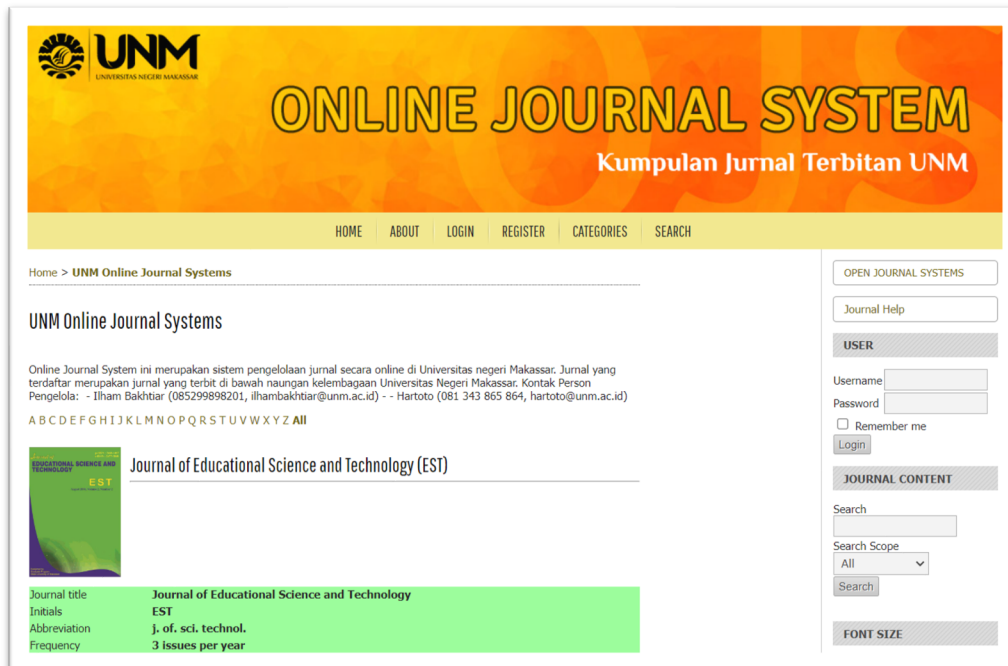 UNM
UNIVERSITAS NEGERI MAKASSAR
ONLINE JOURNAL SYSTEM
Kumpulan Jurnal Terbitan UNM
HOME ABOUT LOGIN REGISTER CATEGORIES SEARCH
Home > UNM Online Journal Systems
UNM Online Journal Systems
Online Journal System ini merupakan sistem pengelolaan jurnal secara online di Universitas negeri Makassar. Jurnal yang
terdaftar merupakan jurnal yang terbit di bawah naungan kelembagaan Universitas Negeri Makassar. Kontak Person
Pengelola: - Ilham Bakhtiar (085299898201, ilhambakhtiar@unm.ac.id) - - Hartoto (081 343 865 864, hartoto@unm.ac.id)
A B C D E F G H I J K L M N O P Q R S T U V W X Y Z All
EDUCATIONAL SCIENCE AND
TECHNOLOGY
EST
Journal of Educational Science and Technology (EST)
Journal title Journal of Educational Science and Technology
Initials EST
Abbreviation j. of. sci. technol.
Frequency 3 issues per year
OPEN JOURNAL SYSTEMS
Journal Help
USER
Username
Password
Remember me
Login
JOURNAL CONTENT
Search
Search Scope
All
Search
FONT SIZE